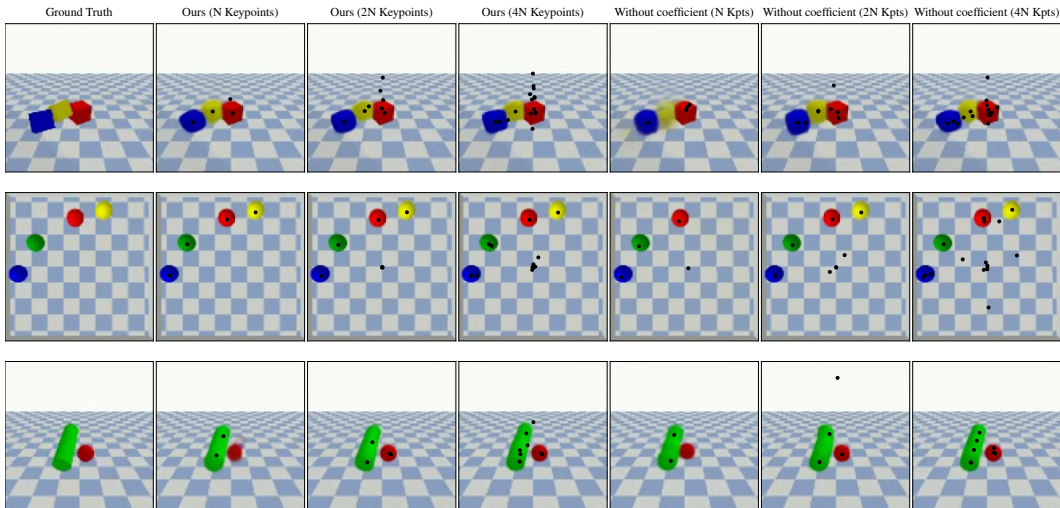 Ground Truth
Ours (N Keypoints)
Ours (2N Keypoints)
Ours (4N Keypoints)
Without coefficient (N Kpts)
Without coefficient (2N Kpts)
Without coefficient (4N Kpts)